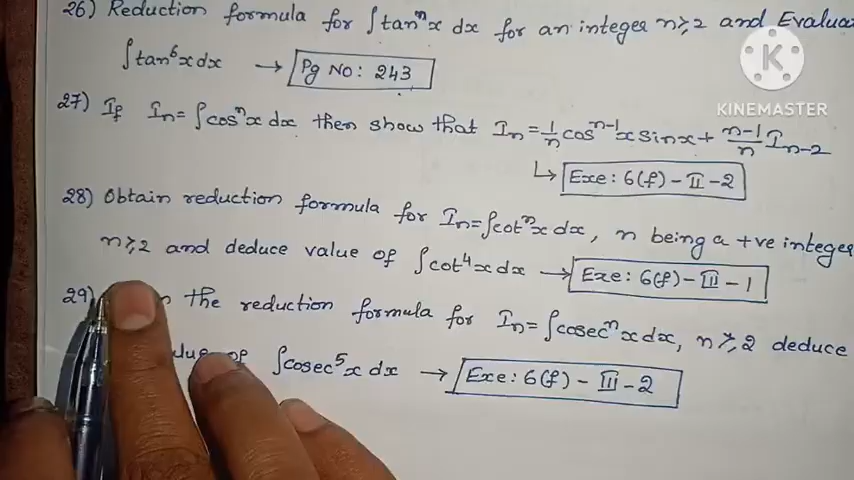 26) Reduction formula for ∫tanⁿx dx for an integer n≥2 and
∫tan⁶x dx → Pg No: 243
KINEMASTER
27) If Iₙ = ∫cosⁿx dx then show that Iₙ = 1/n cosⁿ⁻¹x sinx + n-1/n Iₙ₋₂
↳ Exe: 6(f) - II - 2
28) Obtain reduction formula for Iₙ = ∫cotⁿx dx, n being a +ve integer
n≥2 and deduce value of ∫cot⁴x dx → Exe: 6(f) - III - 1
29) the reduction formula for Iₙ = ∫cosecⁿx dx, n≥2 deduce
of ∫cosec⁵x dx → Exe: 6(f) - III - 2